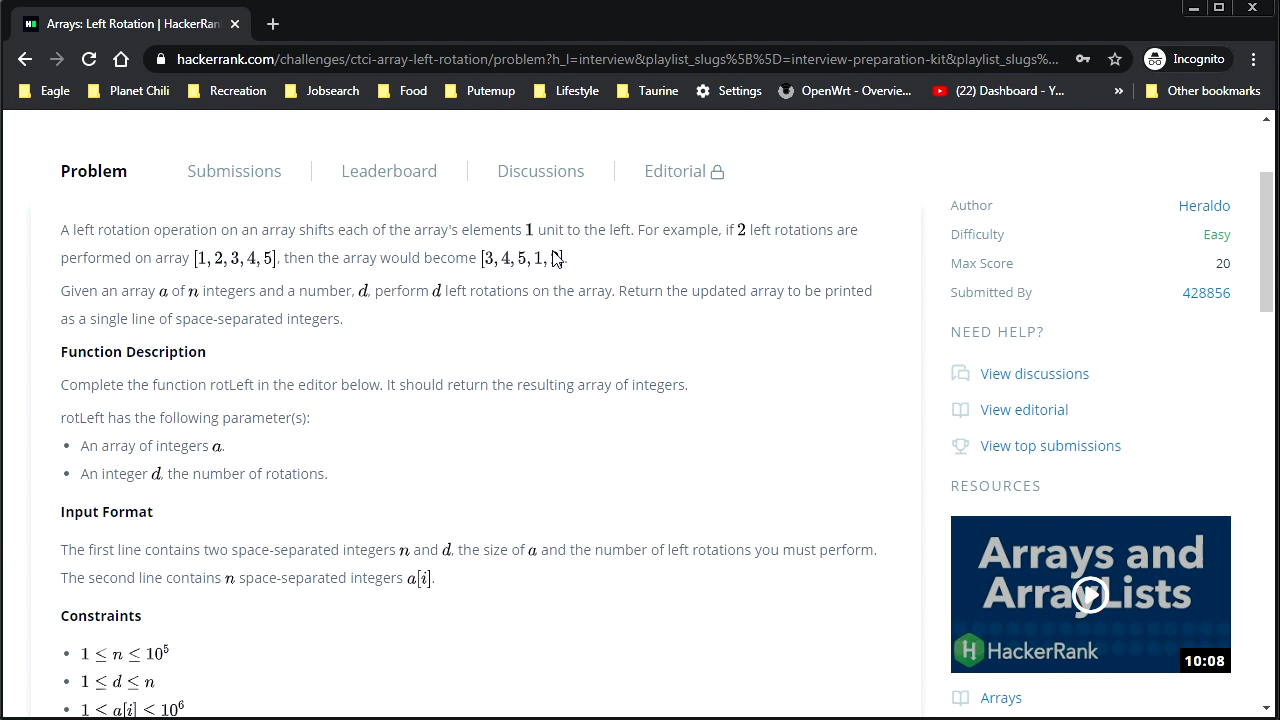 Arrays: Left Rotation | HackerRan
hackerrank.com/challenges/ctci-array-left-rotation/problem?h_l=interview&playlist_slugs%5B%5D=interview-preparation-kit&playlist_slugs%...
Incognito
Eagle
Planet Chili
Recreation
Jobsearch
Food
Putemup
Lifestyle
Taurine
Settings
OpenWrt - Overvie...
(22) Dashboard - Y...
»
Other bookmarks
Problem
Submissions
Leaderboard
Discussions
Editorial
A left rotation operation on an array shifts each of the array's elements 1 unit to the left. For example, if 2 left rotations are
performed on array [1, 2, 3, 4, 5], then the array would become [3, 4, 5, 1, ].
Given an array a of n integers and a number, d, perform d left rotations on the array. Return the updated array to be printed
as a single line of space-separated integers.
Function Description
Complete the function rotLeft in the editor below. It should return the resulting array of integers.
rotLeft has the following parameter(s):
• An array of integers a.
• An integer d, the number of rotations.
Input Format
The first line contains two space-separated integers n and d, the size of a and the number of left rotations you must perform.
The second line contains n space-separated integers a[i].
Constraints
• 1 ≤ n ≤ 10⁵
• 1 ≤ d ≤ n
• 1 ≤ a[i] ≤ 10⁶
Author
Heraldo
Difficulty
Easy
Max Score
20
Submitted By
428856
NEED HELP?
View discussions
View editorial
View top submissions
RESOURCES
Arrays and
ArrayLists
HackerRank
10:08
Arrays